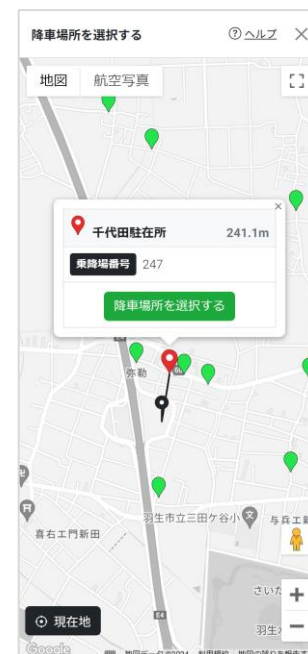 降車場所を選択する
ヘルプ
地図 航空写真
千代田駐在所 241.1m
乗降場番号 247
降車場所を選択する
弥勒
羽生市立三田ケ谷小
喜右エ門新田
現在地
E4
Google